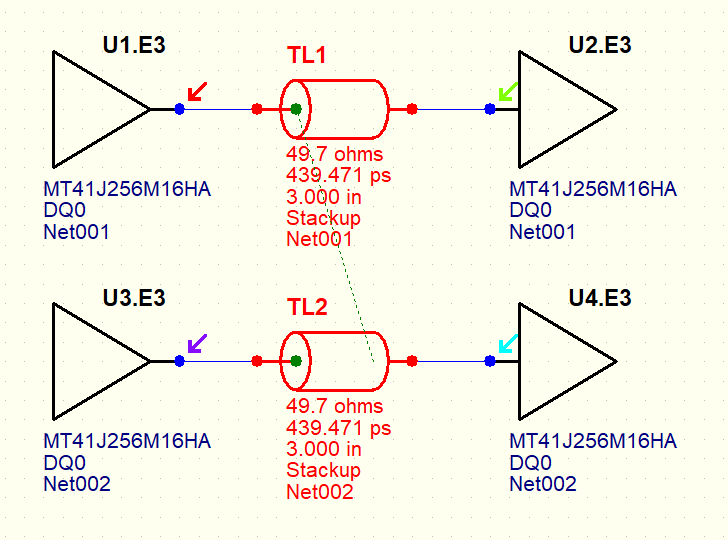 U1.E3
TL1
U2.E3
49.7 ohms
439.471 ps
3.000 in
Stackup
Net001
MT41J256M16HA
DQ0
Net001
MT41J256M16HA
DQ0
Net001
U3.E3
TL2
U4.E3
49.7 ohms
439.471 ps
3.000 in
Stackup
Net002
MT41J256M16HA
DQ0
Net002
MT41J256M16HA
DQ0
Net002